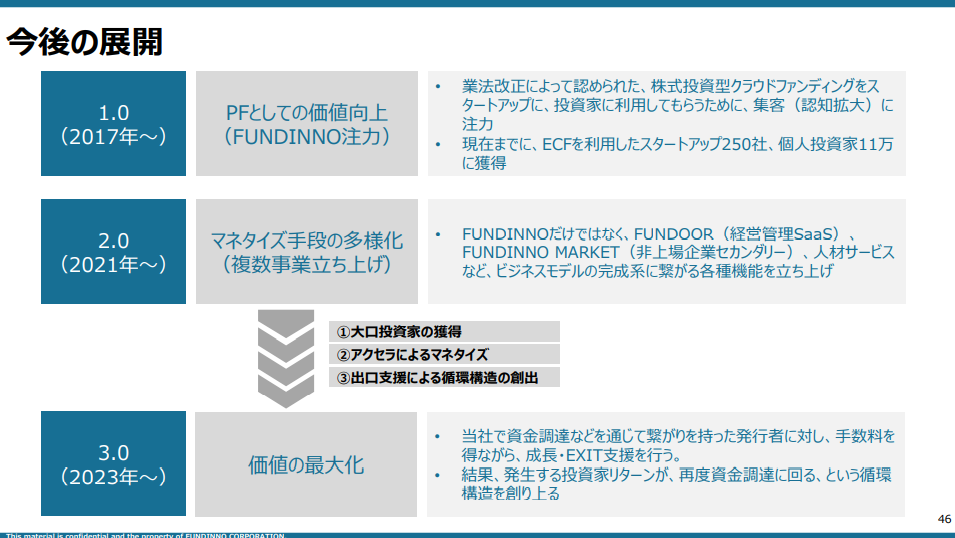 今後の展開
1.0
（2017年～）
PFとしての価値向上
（FUNDINNO注力）
• 業法改正によって認められた、株式投資型クラウドファンディングをス
タートアップに、投資家に利用してもらうために、集客（認知拡大）に
注力
• 現在までに、ECFを利用したスタートアップ250社、個人投資家11万
に獲得
2.0
（2021年～）
マネタイズ手段の多様化
（複数事業立ち上げ）
• FUNDINNOだけではなく、FUNDOOR（経営管理SaaS）、
FUNDINNO MARKET（非上場企業セカンダリー）、人材サービス
など、ビジネスモデルの完成系に繋がる各種機能を立ち上げ
①大口投資家の獲得
②アクセラによるマネタイズ
③出口支援による循環構造の創出
3.0
（2023年～）
価値の最大化
• 当社で資金調達などを通じて繋がりを持った発行者に対し、手数料を
得ながら、成長・EXIT支援を行う。
• 結果、発生する投資家リターンが、再度資金調達に回る、という循環
構造を創り上る
46
This material is confidential and the property of FUNDINNO CORPORATION